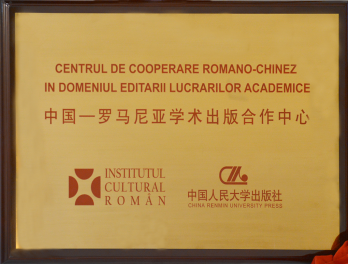 CENTRUL DE COOPERARE ROMANO-CHINEZ
IN DOMENIUL EDITARII LUCRARILOR ACADEMICE
中国一罗马尼亚学术出版合作中心
INSTITUTUL
CULTURAL
ROMÂN
中国人民大学出版社
CHINA RENMIN UNIVERSITY PRESS